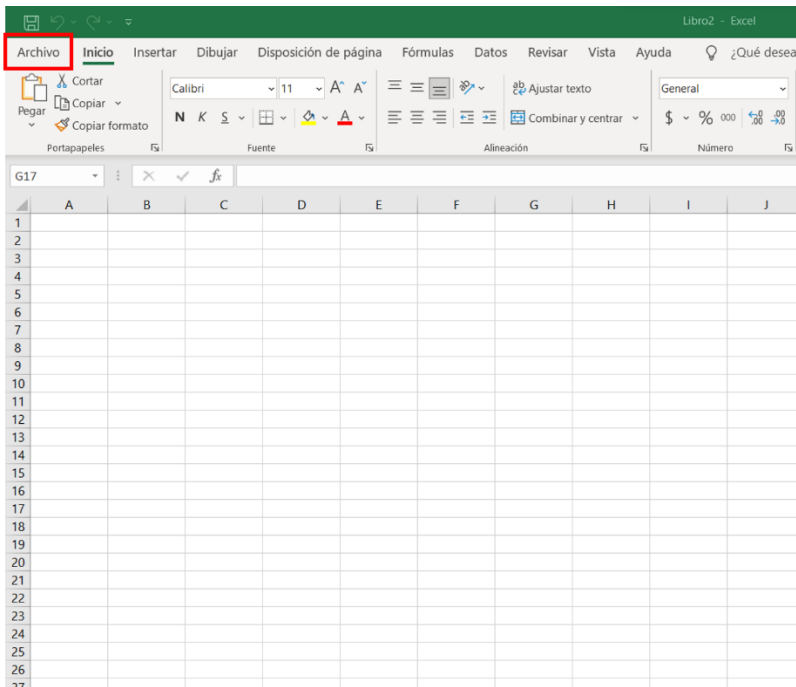 Libro2 - Excel
Archivo Inicio Insertar Dibujar Disposición de página Fórmulas Datos Revisar Vista Ayuda ¿Qué desea
Pegar
Cortar
Copiar
Copiar formato
Portapapeles
Calibri 11 A A
N K S A
Fuente
ab Ajustar texto
Combinar y centrar
Alineación
General
$ % 000
Número
G17 fx
A B C D E F G H I J
1
2
3
4
5
6
7
8
9
10
11
12
13
14
15
16
17
18
19
20
21
22
23
24
25
26
27